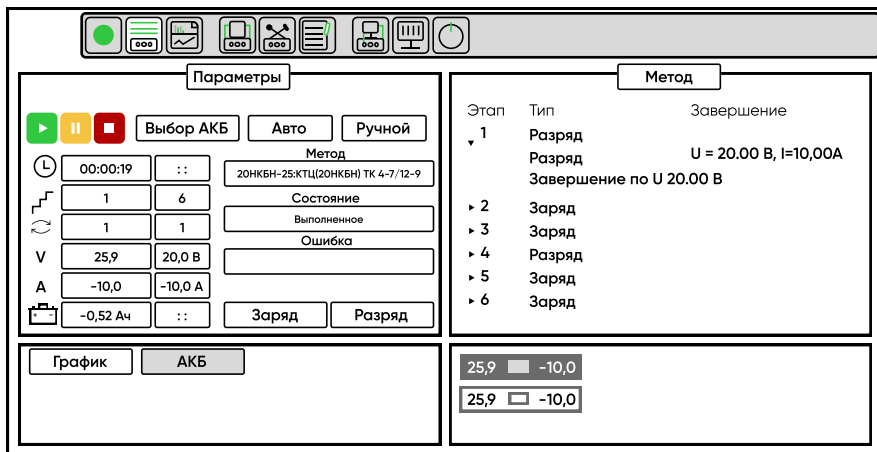 Параметры
Выбор АКБ Авто Ручной
Метод
00:00:19 : : 20НКБН-25:КТЦ(20НКБН) ТК 4-7/12-9
1 6 Состояние
Выполненное
1 1 Ошибка
V 25,9 20,0 В
A -10,0 -10,0 А
-0,52 Ач : : Заряд Разряд
Метод
Этап Тип Завершение
1 Разряд
Разряд U = 20.00 В, I=10,00А
Завершение по U 20.00 В
2 Заряд
3 Заряд
4 Разряд
5 Заряд
6 Заряд
График АКБ
25,9 -10,0
25,9 -10,0